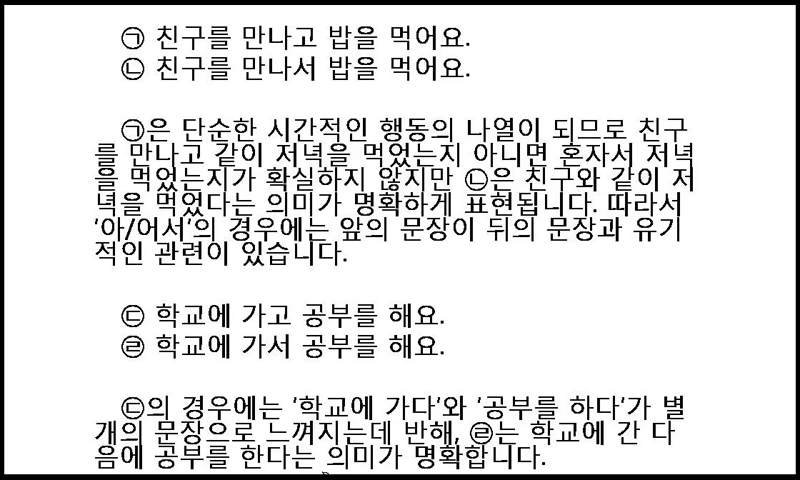 ㉠ 친구를 만나고 밥을 먹어요.
㉡ 친구를 만나서 밥을 먹어요.
㉠은 단순한 시간적인 행동의 나열이 되므로 친구
를 만나고 같이 저녁을 먹었는지 아니면 혼자서 저녁
을 먹었는지가 확실하지 않지만 ㉡은 친구와 같이 저
녁을 먹었다는 의미가 명확하게 표현됩니다. 따라서
'아/어서'의 경우에는 앞의 문장이 뒤의 문장과 유기
적인 관련이 있습니다.
㉢ 학교에 가고 공부를 해요.
㉣ 학교에 가서 공부를 해요.
㉢의 경우에는 '학교에 가다'와 '공부를 하다'가 별
개의 문장으로 느껴지는데 반해, ㉣는 학교에 간 다
음에 공부를 한다는 의미가 명확합니다.